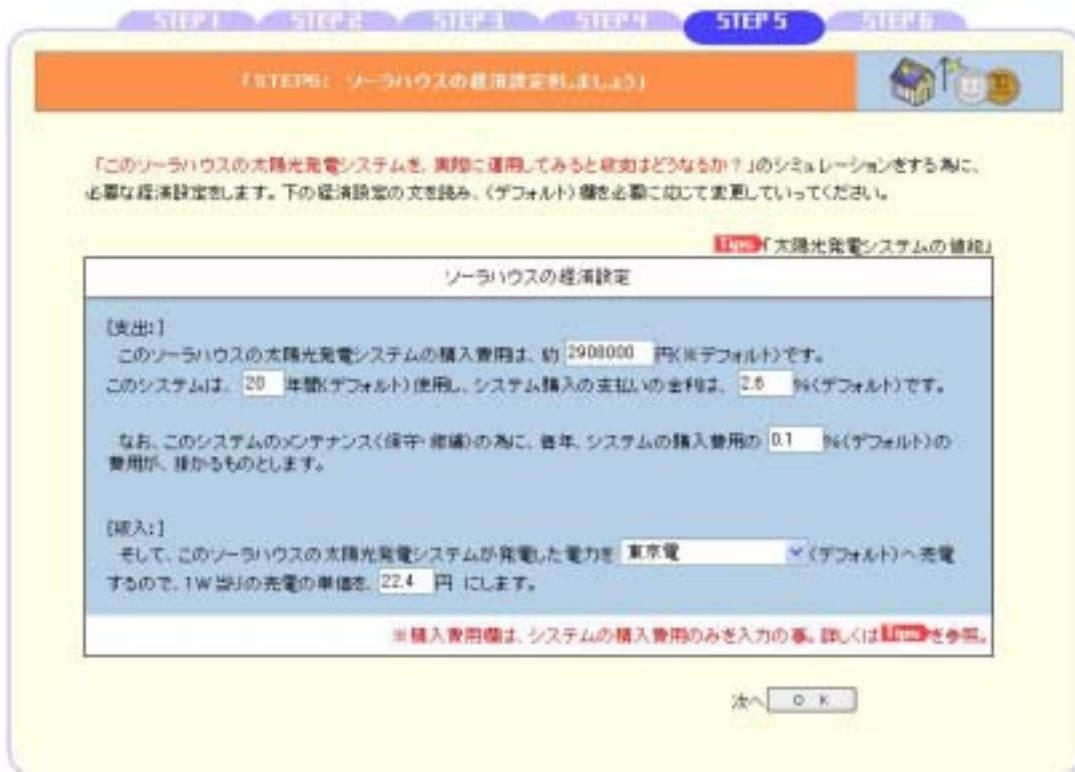 STEP 1 STEP 2 STEP 3 STEP 4 STEP 5 STEP 6
「STEP5: ソーラハウスの経済設定をしましょう」
「このソーラハウスの太陽光発電システムを、実際に運用してみると収支はどうなるか？」のシミュレーションをする為に、
必要な経済設定をします。下の経済設定の文を読み、（デフォルト）欄を必要に応じて変更していってください。
Tips「太陽光発電システムの値段」
ソーラハウスの経済設定
[支出:]
このソーラハウスの太陽光発電システムの購入費用は、約 2908000 円(※デフォルト)です。
このシステムは、 20 年間(デフォルト)使用し、システム購入の支払いの金利は、 2.6 %(デフォルト)です。
なお、このシステムのメンテナンス(保守・維持)の為に、毎年、システムの購入費用の 0.1 %(デフォルト)の
費用が、掛かるものとします。
[収入:]
そして、このソーラハウスの太陽光発電システムが発電した電力を 東京電 (デフォルト)へ売電
するので、1W当りの売電の単価を、 22.4 円 にします。
※購入費用欄は、システムの購入費用のみを入力の事。詳しくはTipsを参照。
次へ OK